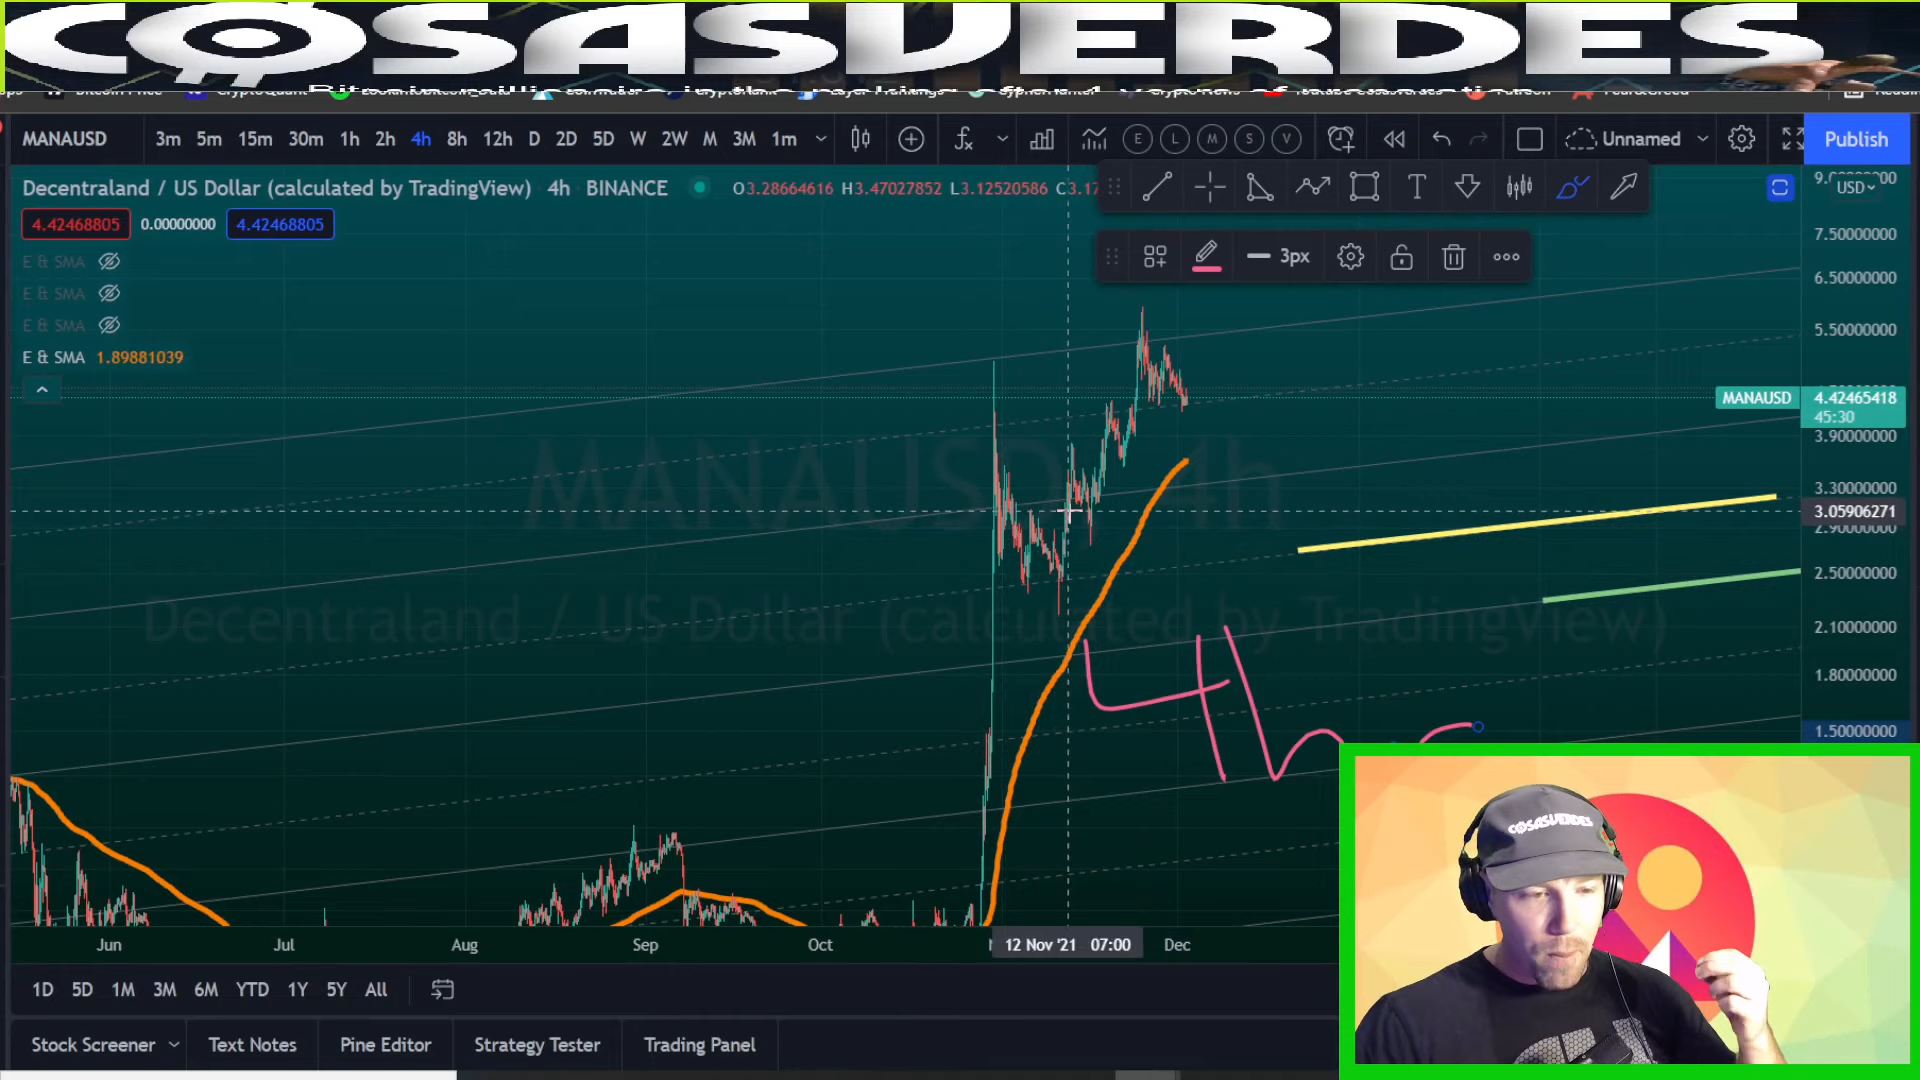 COSASVERDES
MANAUSD 3m 5m 15m 30m 1h 2h 4h 8h 12h D 2D 5D W 2W M 3M 1m E L M S V Unnamed Publish
Decentraland / US Dollar (calculated by TradingView) 4h BINANCE O3.28664616 H3.47027852 L3.12520586 C3.17
USD
4.42468805 0.00000000 4.42468805
3px
E & SMA
E & SMA
E & SMA
E & SMA 1.89881039
7.50000000
6.50000000
5.50000000
MANAUSD 4.42465418
45:30
3.90000000
3.30000000
3.05906271
2.90000000
2.50000000
2.10000000
1.80000000
1.50000000
MANAUSD, 4h
Decentraland / US Dollar (calculated by TradingView)
4h
Jun Jul Aug Sep Oct 12 Nov '21 07:00 Dec
1D 5D 1M 3M 6M YTD 1Y 5Y All
Stock Screener Text Notes Pine Editor Strategy Tester Trading Panel
COSASVERDES